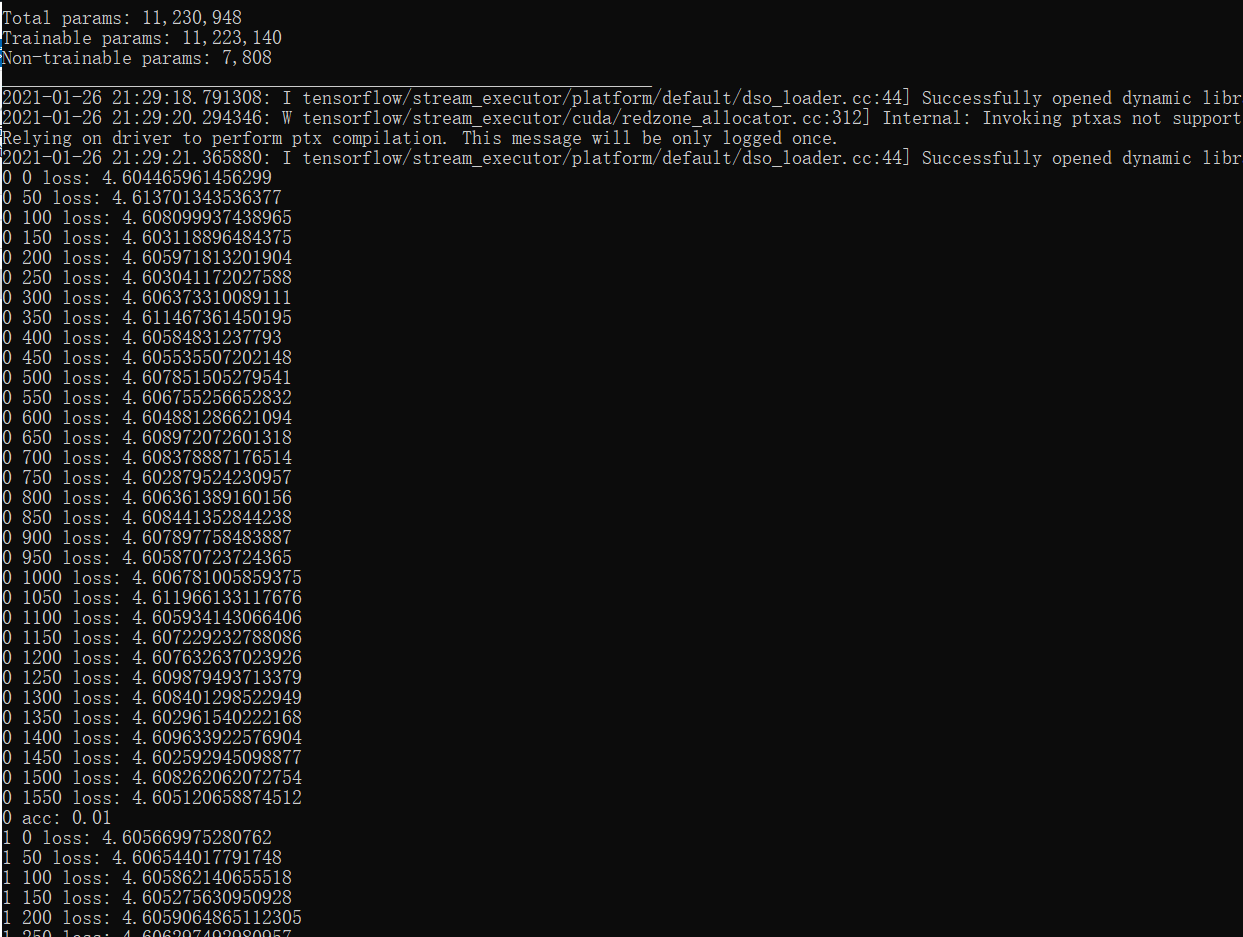 Total params: 11,230,948
Trainable params: 11,223,140
Non-trainable params: 7,808
2021-01-26 21:29:18.791308: I tensorflow/stream_executor/platform/default/dso_loader.cc:44] Successfully opened dynamic libr
2021-01-26 21:29:20.294346: W tensorflow/stream_executor/cuda/redzone_allocator.cc:312] Internal: Invoking ptxas not support
Relying on driver to perform ptx compilation. This message will be only logged once.
2021-01-26 21:29:21.365880: I tensorflow/stream_executor/platform/default/dso_loader.cc:44] Successfully opened dynamic libr
0 0 loss: 4.604465961456299
0 50 loss: 4.613701343536377
0 100 loss: 4.608099937438965
0 150 loss: 4.603118896484375
0 200 loss: 4.605971813201904
0 250 loss: 4.603041172027588
0 300 loss: 4.606373310089111
0 350 loss: 4.611467361450195
0 400 loss: 4.60584831237793
0 450 loss: 4.605535507202148
0 500 loss: 4.607851505279541
0 550 loss: 4.606755256652832
0 600 loss: 4.604881286621094
0 650 loss: 4.608972072601318
0 700 loss: 4.608378887176514
0 750 loss: 4.602879524230957
0 800 loss: 4.606361389160156
0 850 loss: 4.608441352844238
0 900 loss: 4.607897758483887
0 950 loss: 4.605870723724365
0 1000 loss: 4.606781005859375
0 1050 loss: 4.611966133117676
0 1100 loss: 4.605934143066406
0 1150 loss: 4.607229232788086
0 1200 loss: 4.607632637023926
0 1250 loss: 4.609879493713379
0 1300 loss: 4.608401298522949
0 1350 loss: 4.602961540222168
0 1400 loss: 4.609633922576904
0 1450 loss: 4.602592945098877
0 1500 loss: 4.608262062072754
0 1550 loss: 4.605120658874512
0 acc: 0.01
1 0 loss: 4.605669975280762
1 50 loss: 4.606544017791748
1 100 loss: 4.605862140655518
1 150 loss: 4.605275630950928
1 200 loss: 4.6059064865112305
1 250 loss: 4.606297492980957